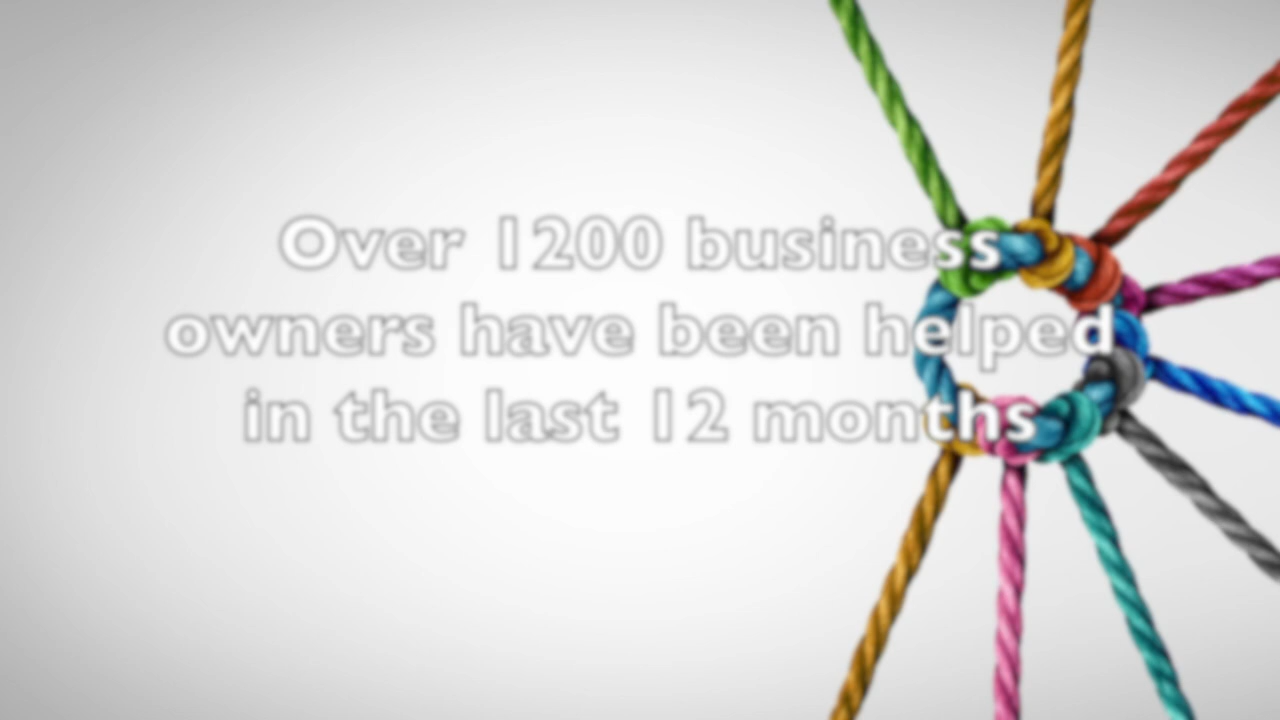 Over 1200 business
owners have been helped
in the last 12 months